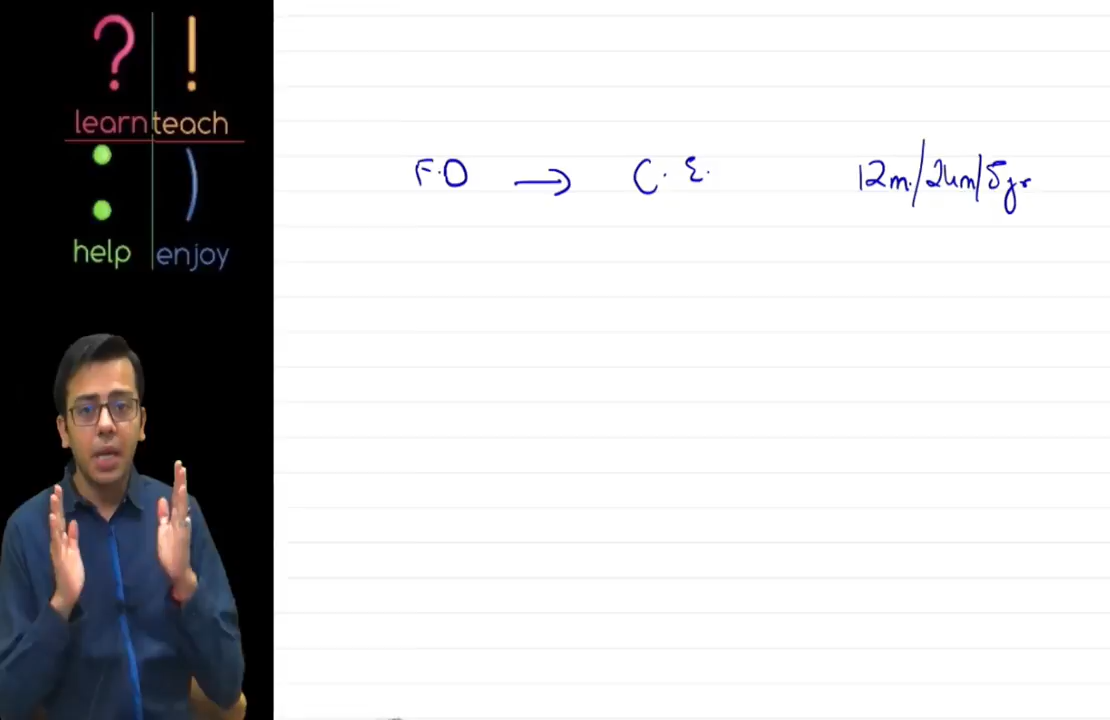 ? !
learn teach
: )
help enjoy
F.D → C. E. 12m./24m/5yr